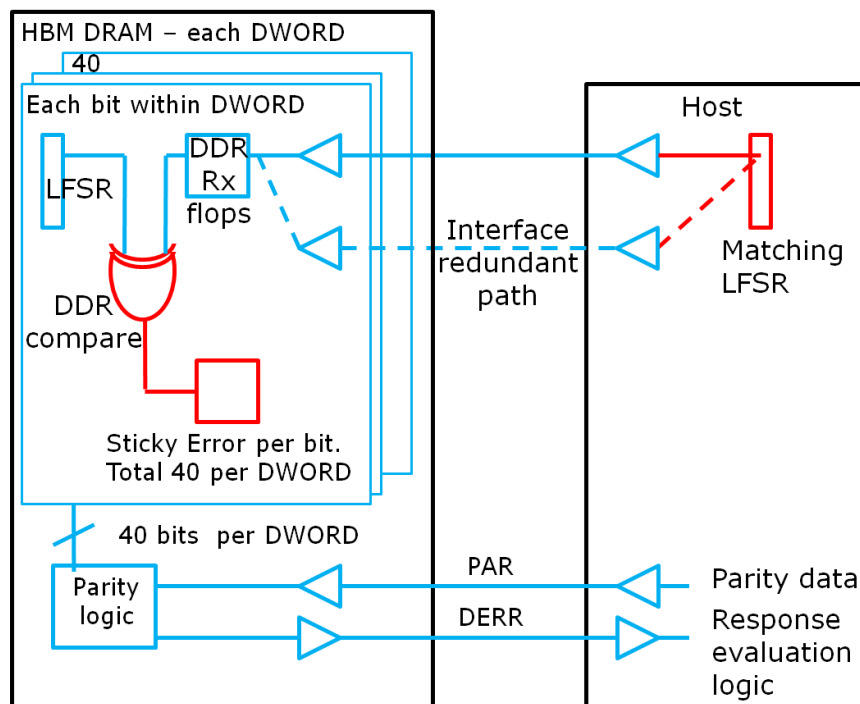 HBM DRAM – each DWORD
40
Each bit within DWORD
Host
LFSR
DDR
Rx
flops
Interface
redundant
path
Matching
LFSR
DDR
compare
Sticky Error per bit.
Total 40 per DWORD
40 bits per DWORD
Parity
logic
PAR
Parity data
DERR
Response
evaluation
logic